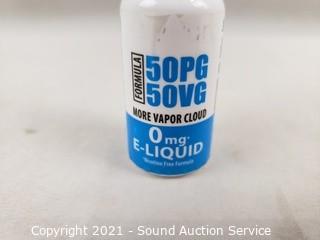 FORMULA
50PG
50VG
MORE VAPOR CLOUD
0mg*
E-LIQUID
*Nicotine Free Formula
Copyright 2021 - Sound Auction Service